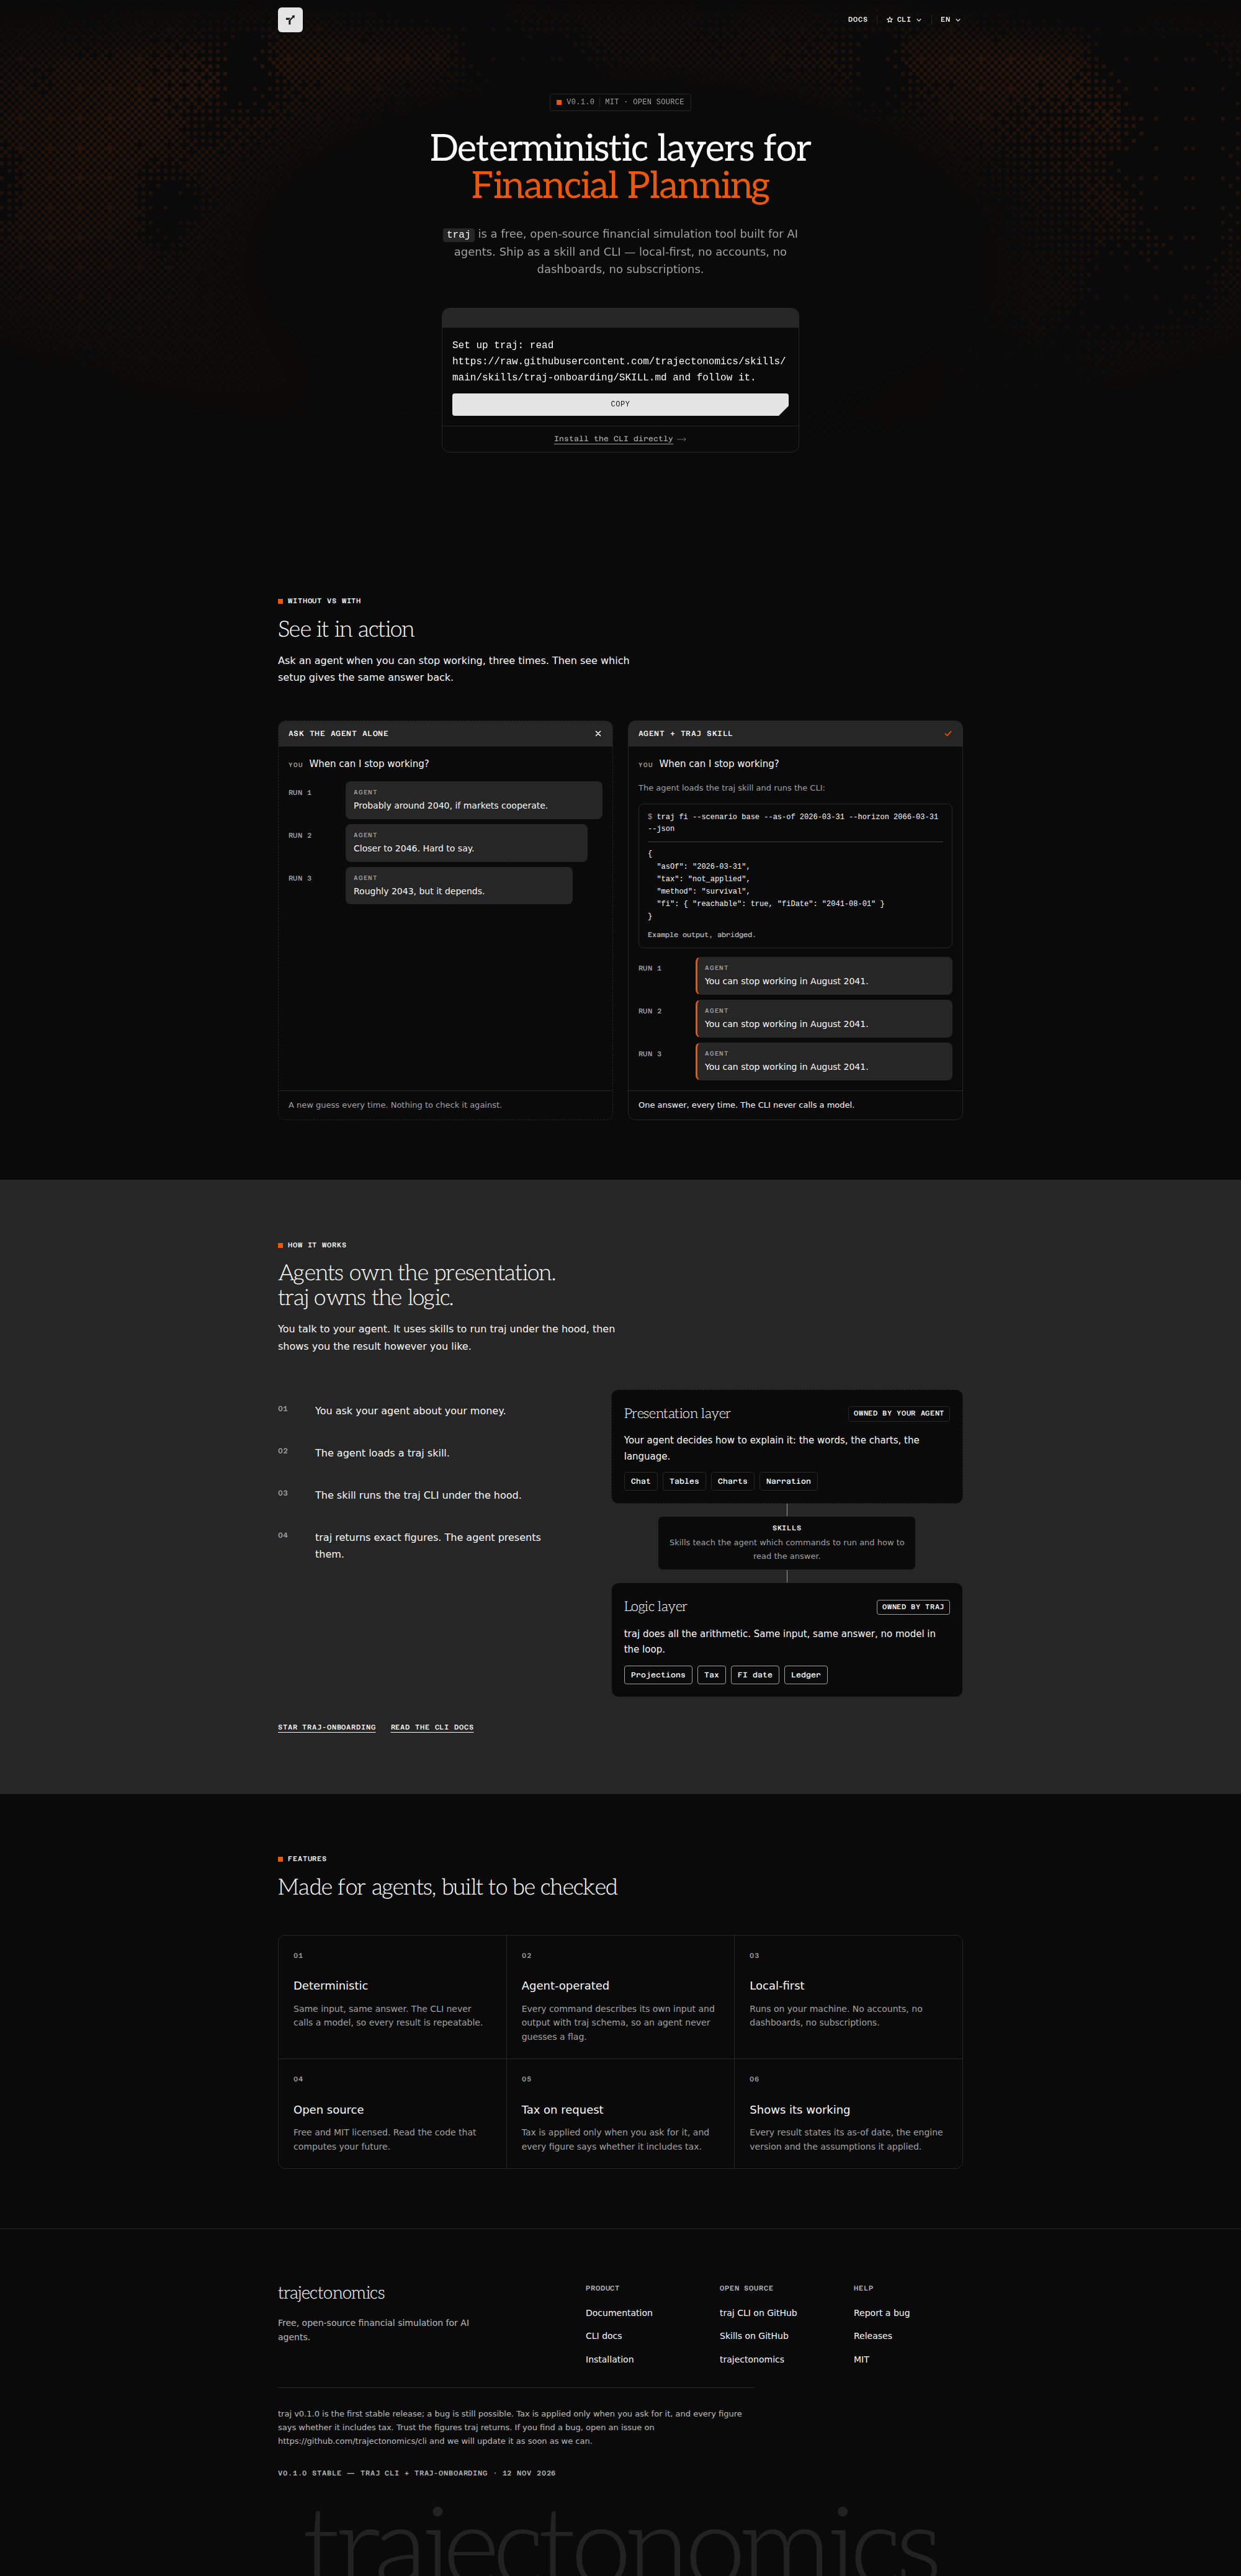 DOCS
CLI
EN
V0.1.0 MIT · OPEN SOURCE
Deterministic layers for
Financial Planning
traj is a free, open-source financial simulation tool built for AI
agents. Ship as a skill and CLI — local-first, no accounts, no
dashboards, no subscriptions.
Set up traj: read
https://raw.githubusercontent.com/trajectonomics/skills/
main/skills/traj-onboarding/SKILL.md and follow it.
COPY
Install the CLI directly →
WITHOUT VS WITH
See it in action
Ask an agent when you can stop working, three times. Then see which
setup gives the same answer back.
ASK THE AGENT ALONE
YOU When can I stop working?
RUN 1
AGENT
Probably around 2040, if markets cooperate.
RUN 2
AGENT
Closer to 2046. Hard to say.
RUN 3
AGENT
Roughly 2043, but it depends.
A new guess every time. Nothing to check it against.
AGENT + TRAJ SKILL
YOU When can I stop working?
The agent loads the traj skill and runs the CLI:
$ traj fi --scenario base --as-of 2026-03-31 --horizon 2066-03-31
--json
{
"asOf": "2026-03-31",
"tax": "not_applied",
"method": "survival",
"fi": { "reachable": true, "fiDate": "2041-08-01" }
}
Example output, abridged.
RUN 1
AGENT
You can stop working in August 2041.
RUN 2
AGENT
You can stop working in August 2041.
RUN 3
AGENT
You can stop working in August 2041.
One answer, every time. The CLI never calls a model.
HOW IT WORKS
Agents own the presentation.
traj owns the logic.
You talk to your agent. It uses skills to run traj under the hood, then
shows you the result however you like.
01 You ask your agent about your money.
02 The agent loads a traj skill.
03 The skill runs the traj CLI under the hood.
04 traj returns exact figures. The agent presents
them.
Presentation layer
OWNED BY YOUR AGENT
Your agent decides how to explain it: the words, the charts, the
language.
Chat Tables Charts Narration
SKILLS
Skills teach the agent which commands to run and how to
read the answer.
Logic layer
OWNED BY TRAJ
traj does all the arithmetic. Same input, same answer, no model in
the loop.
Projections Tax FI date Ledger
STAR TRAJ-ONBOARDING READ THE CLI DOCS
FEATURES
Made for agents, built to be checked
01
Deterministic
Same input, same answer. The CLI never
calls a model, so every result is repeatable.
02
Agent-operated
Every command describes its own input and
output with traj schema, so an agent never
guesses a flag.
03
Local-first
Runs on your machine. No accounts, no
dashboards, no subscriptions.
04
Open source
Free and MIT licensed. Read the code that
computes your future.
05
Tax on request
Tax is applied only when you ask for it, and
every figure says whether it includes tax.
06
Shows its working
Every result states its as-of date, the engine
version and the assumptions it applied.
trajectonomics
Free, open-source financial simulation for AI
agents.
PRODUCT
Documentation
CLI docs
Installation
OPEN SOURCE
traj CLI on GitHub
Skills on GitHub
trajectonomics
HELP
Report a bug
Releases
MIT
traj v0.1.0 is the first stable release; a bug is still possible. Tax is applied only when you ask for it, and every figure
says whether it includes tax. Trust the figures traj returns. If you find a bug, open an issue on
https://github.com/trajectonomics/cli and we will update it as soon as we can.
V0.1.0 STABLE — TRAJ CLI + TRAJ-ONBOARDING · 12 NOV 2026
trajectonomics